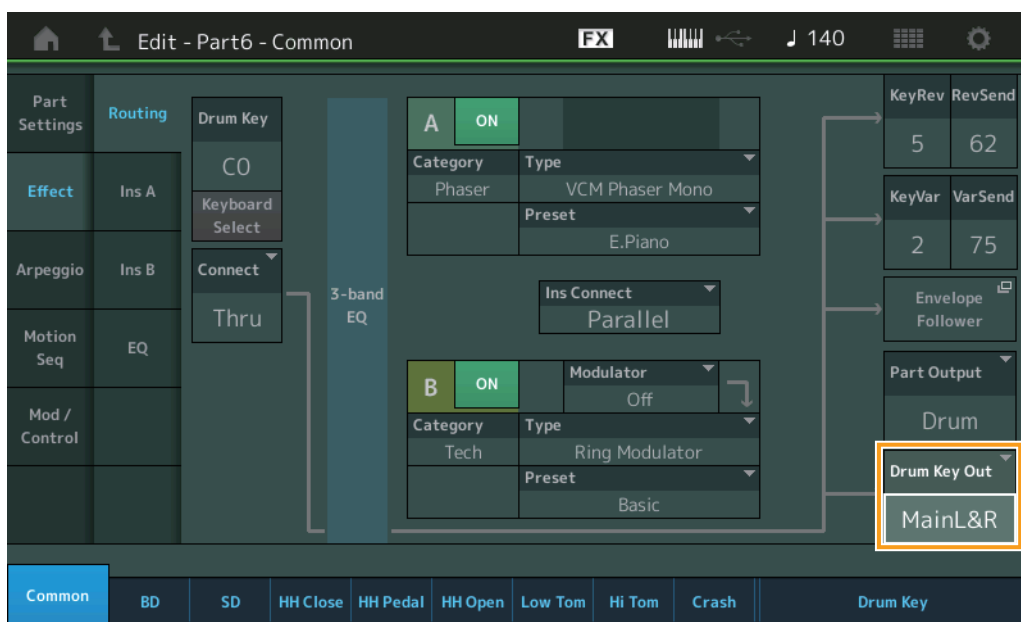 Edit - Part6 - Common
FX
♩ 140
Part
Settings
Effect
Arpeggio
Motion
Seq
Mod /
Control
Routing
Ins A
Ins B
EQ
Drum Key
C0
Keyboard
Select
Connect
Thru
3-band
EQ
A
ON
Category
Phaser
Type
VCM Phaser Mono
Preset
E.Piano
Ins Connect
Parallel
B
ON
Modulator
Off
Category
Tech
Type
Ring Modulator
Preset
Basic
KeyRev RevSend
5 62
KeyVar VarSend
2 75
Envelope
Follower
Part Output
Drum
Drum Key Out
MainL&R
Common BD SD HH Close HH Pedal HH Open Low Tom Hi Tom Crash Drum Key